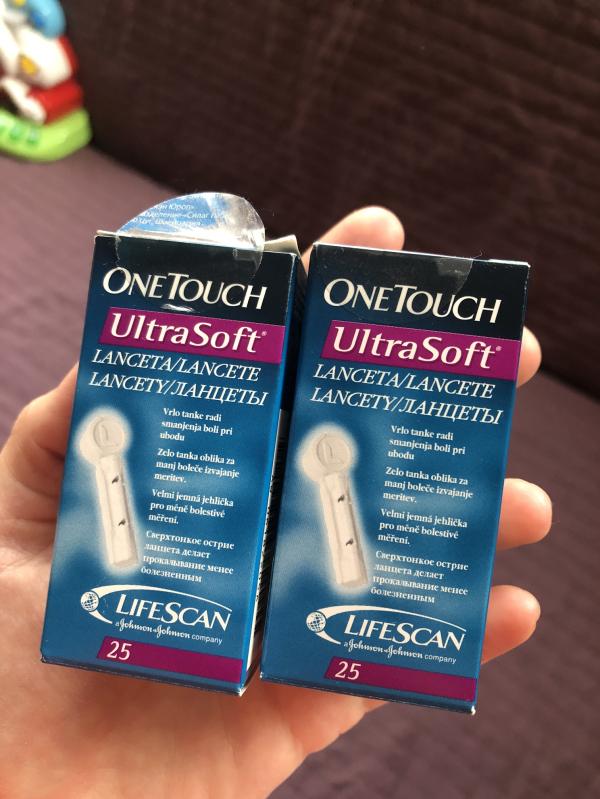 ONETOUCH
UltraSoft®
LANCETA/LANCETE
LANCETY/ЛАНЦЕТЫ
Vrlo tanke radi
smanjenja boli pri
ubodu
Zelo tanka oblika za
manj boleče izvajanje
meritev.
Velmi jemná jehlička
pro méně bolestivé
měření.
Сверхтонкое острие
ланцета делает
прокалывание менее
болезненным
LIFESCAN
a Johnson & Johnson company
25
ONETOUCH
UltraSoft®
LANCETA/LANCETE
LANCETY/ЛАНЦЕТЫ
Vrlo tanke radi
smanjenja boli pri
ubodu
Zelo tanka oblika za
manj boleče izvajanje
meritev.
Velmi jemná jehlička
pro méně bolestivé
měření.
Сверхтонкое острие
ланцета делает
прокалывание менее
болезненным
LIFESCAN
a Johnson & Johnson company
25